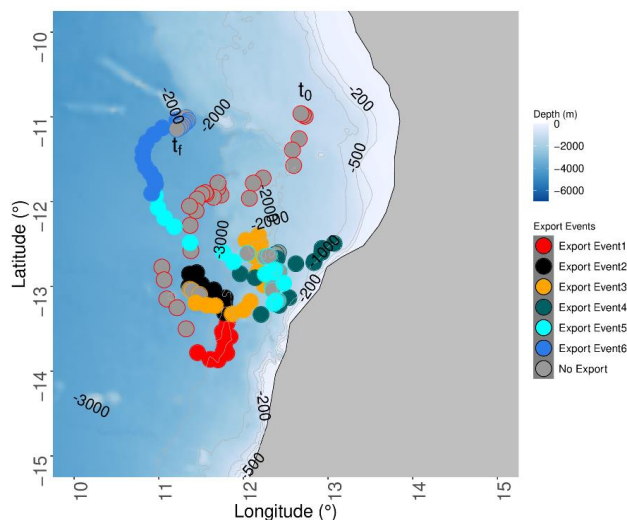 -10
-11
-12
-13
-14
-15
Latitude (°)
-200
t0
-2000
-2000
-500
tf
-2000
-2000
-3000
-1000
-200
-3000
-200
-500
10
11
12
13
14
15
Longitude (°)
Depth (m)
0
-2000
-4000
-6000
Export Events
Export Event1
Export Event2
Export Event3
Export Event4
Export Event5
Export Event6
No Export